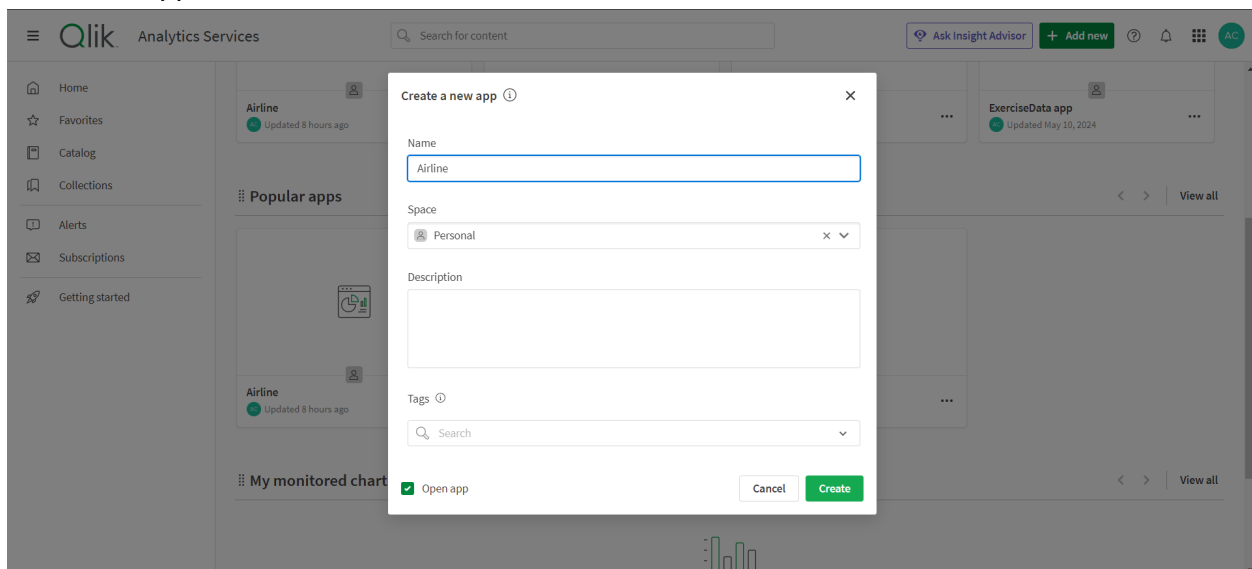 Qlik Analytics Services
Search for content
Ask Insight Advisor
+ Add new
AC
Home
Favorites
Catalog
Collections
Alerts
Subscriptions
Getting started
Airline
AC Updated 8 hours ago
ExerciseData app
Updated May 10, 2024
Popular apps
View all
Airline
AC Updated 8 hours ago
My monitored chart
View all
Create a new app
Name
Airline
Space
Personal
Description
Tags
Search
Open app
Cancel
Create